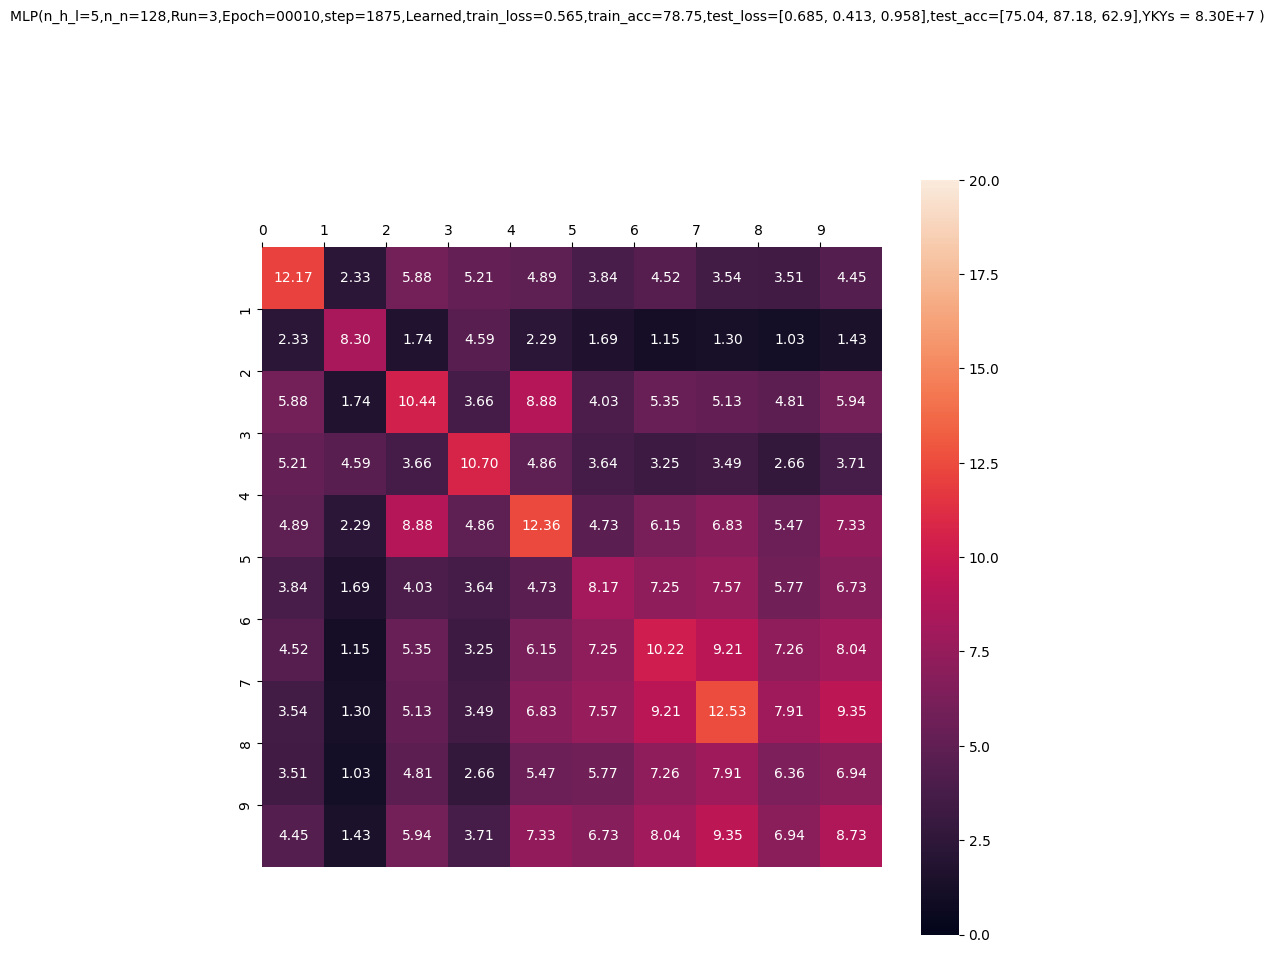 MLP(n_h_l=5,n_n=128,Run=3,Epoch=00010,step=1875,Learned,train_loss=0.565,train_acc=78.75,test_loss=[0.685, 0.413, 0.958],test_acc=[75.04, 87.18, 62.9],YKYs = 8.30E+7 )
0 1 2 3 4 5 6 7 8 9
12.17 2.33 5.88 5.21 4.89 3.84 4.52 3.54 3.51 4.45
1
2.33 8.30 1.74 4.59 2.29 1.69 1.15 1.30 1.03 1.43
2
5.88 1.74 10.44 3.66 8.88 4.03 5.35 5.13 4.81 5.94
3
5.21 4.59 3.66 10.70 4.86 3.64 3.25 3.49 2.66 3.71
4
4.89 2.29 8.88 4.86 12.36 4.73 6.15 6.83 5.47 7.33
5
3.84 1.69 4.03 3.64 4.73 8.17 7.25 7.57 5.77 6.73
6
4.52 1.15 5.35 3.25 6.15 7.25 10.22 9.21 7.26 8.04
7
3.54 1.30 5.13 3.49 6.83 7.57 9.21 12.53 7.91 9.35
8
3.51 1.03 4.81 2.66 5.47 5.77 7.26 7.91 6.36 6.94
9
4.45 1.43 5.94 3.71 7.33 6.73 8.04 9.35 6.94 8.73
20.0
17.5
15.0
12.5
10.0
7.5
5.0
2.5
0.0